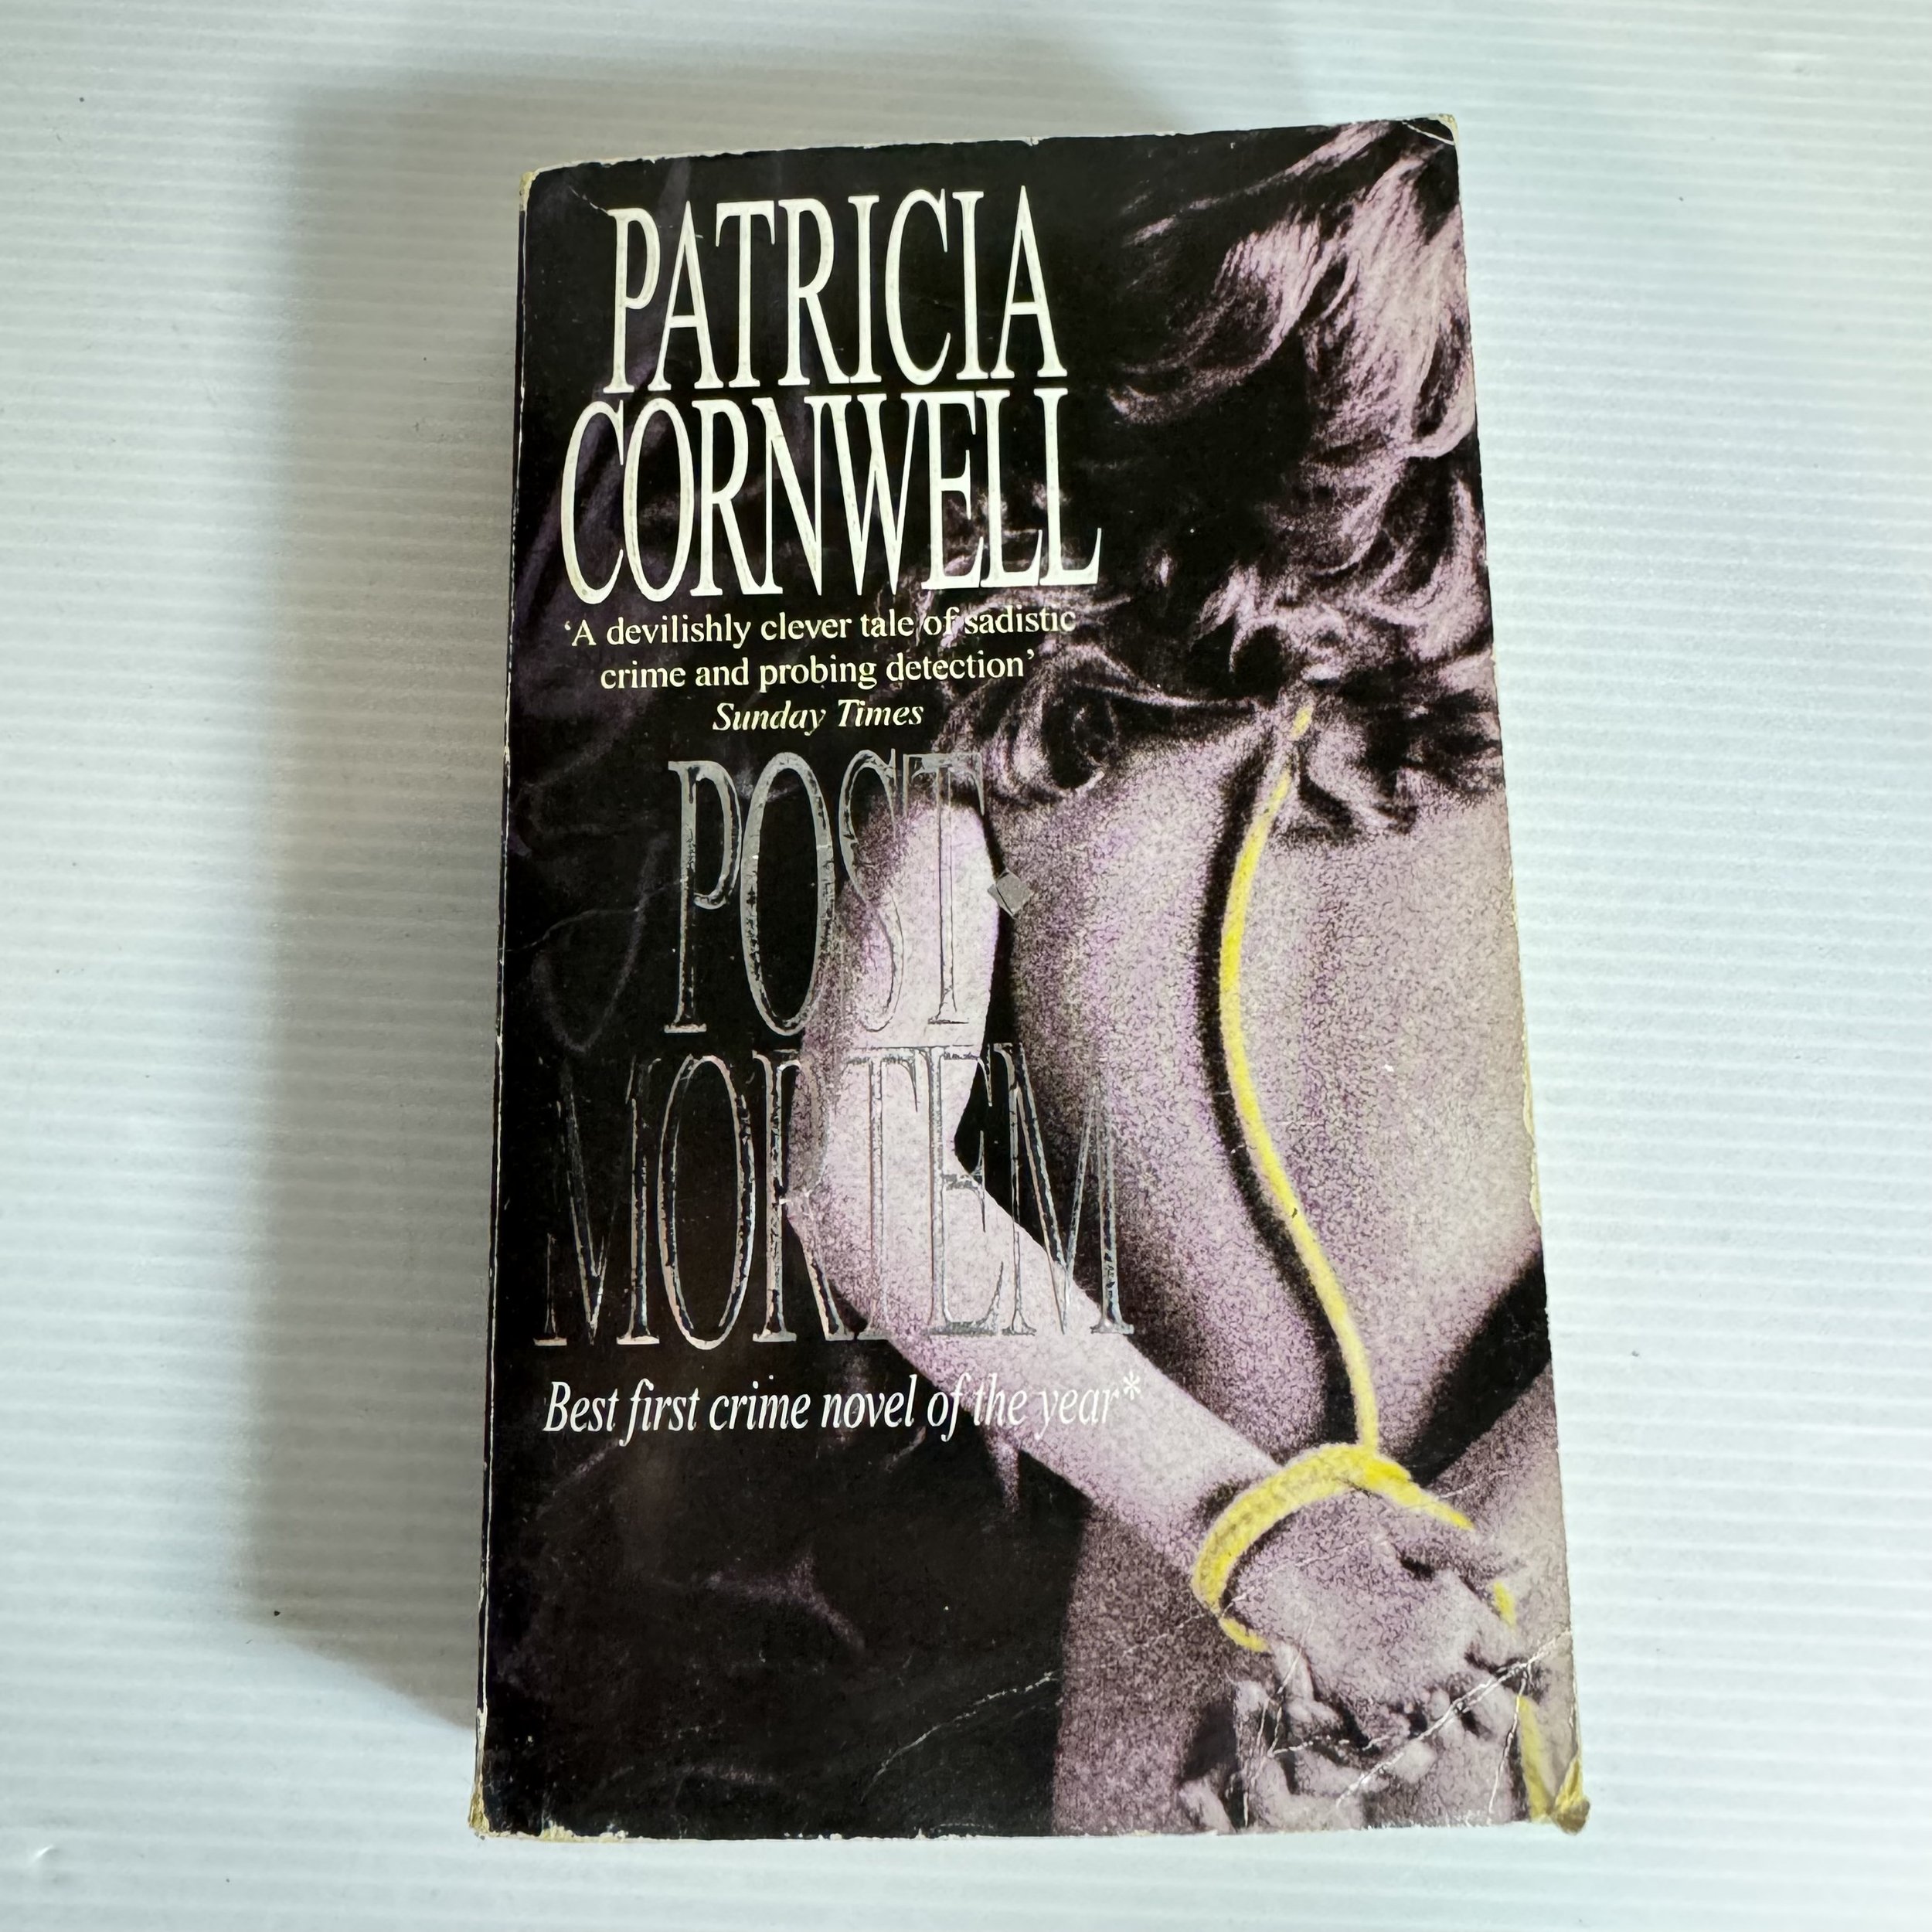 PATRICIA
CORNWELL
‘A devilishly clever tale of sadistic
crime and probing detection’
Sunday Times
POST
MORTEM
Best first crime novel of the year*